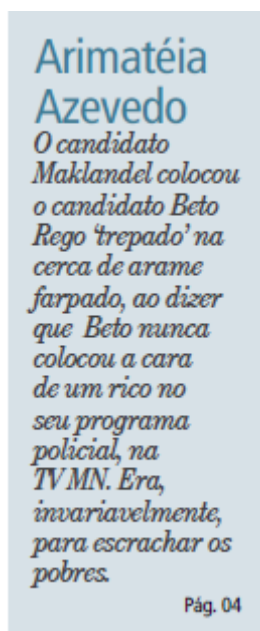 Arimatéia
Azevedo
O candidato
Maklandel colocou
o candidato Beto
Rego ‘trepado’ na
cerca de arame
farpado, ao dizer
que Beto nunca
colocou a cara
de um rico no
seu programa
policial, na
TV MN. Era,
invariavelmente,
para escrachar os
pobres.
Pág. 04